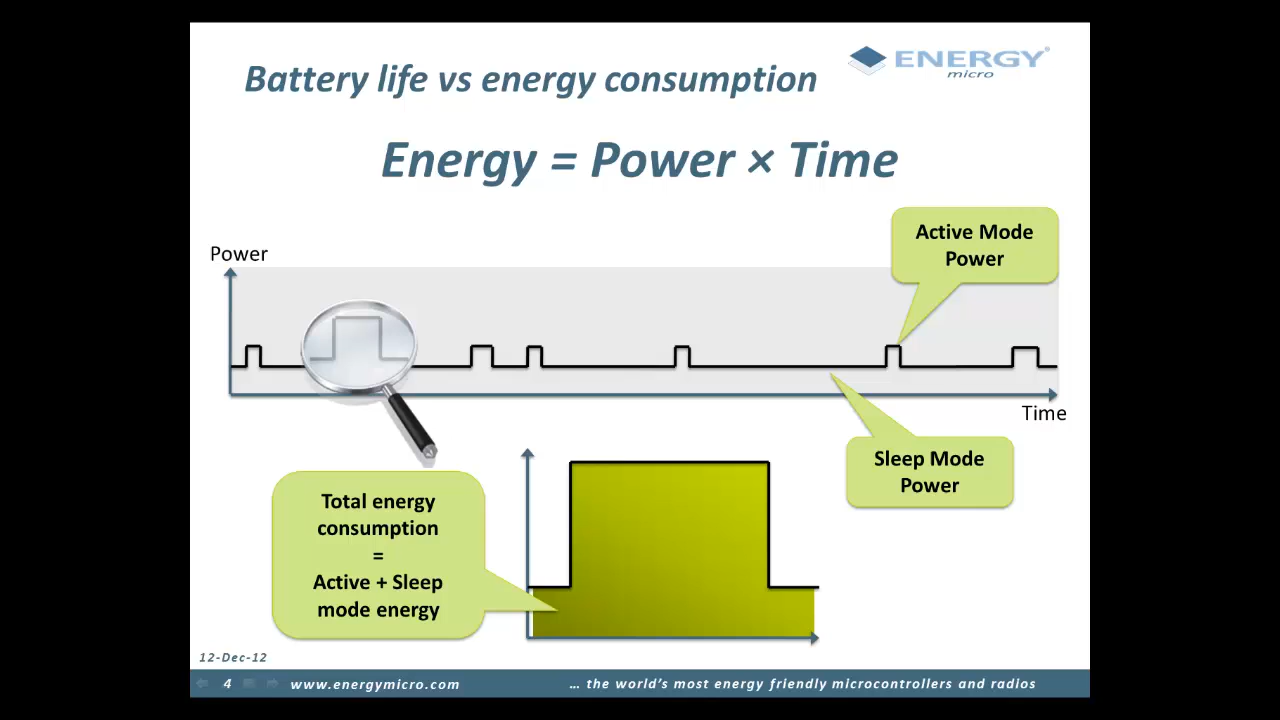 Battery life vs energy consumption
ENERGY®
micro
Energy = Power × Time
Active Mode
Power
Power
Time
Sleep Mode
Power
Total energy
consumption
=
Active + Sleep
mode energy
12-Dec-12
4
www.energymicro.com
... the world's most energy friendly microcontrollers and radios